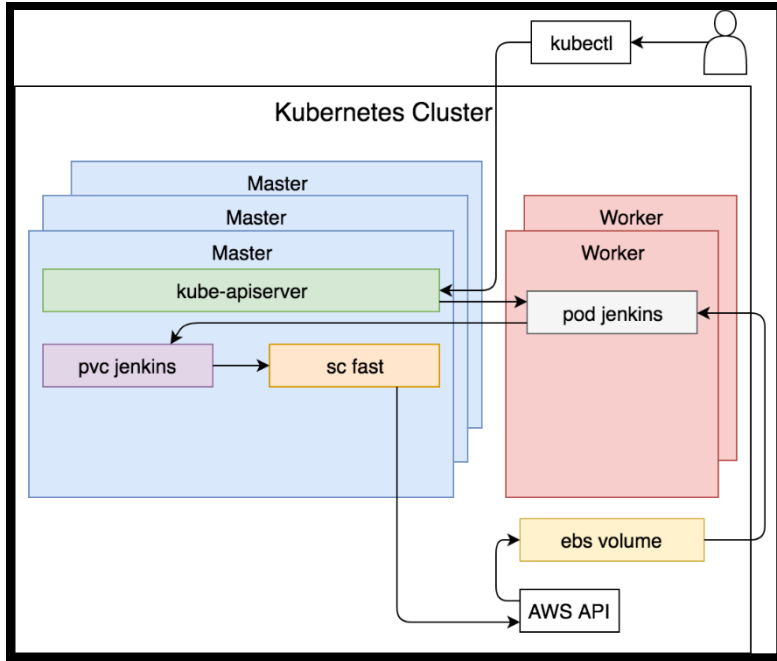 kubectl
Kubernetes Cluster
Master
Master
Master
Worker
Worker
kube-apiserver
pod jenkins
pvc jenkins
sc fast
ebs volume
AWS API